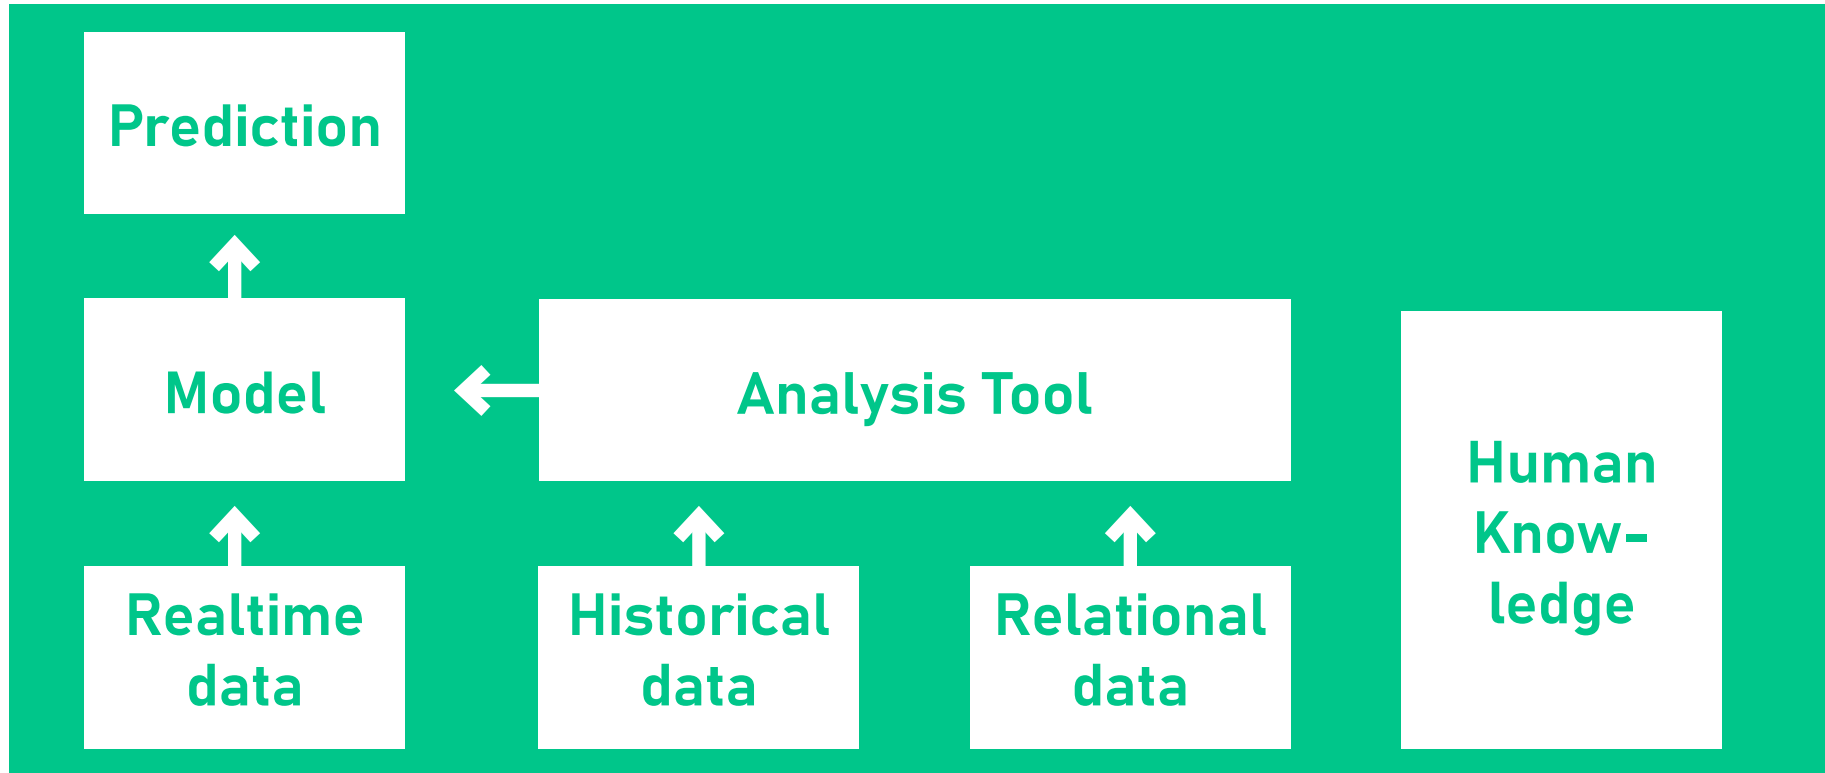 Prediction
Model
Analysis Tool
Human
Know-
ledge
Realtime
data
Historical
data
Relational
data